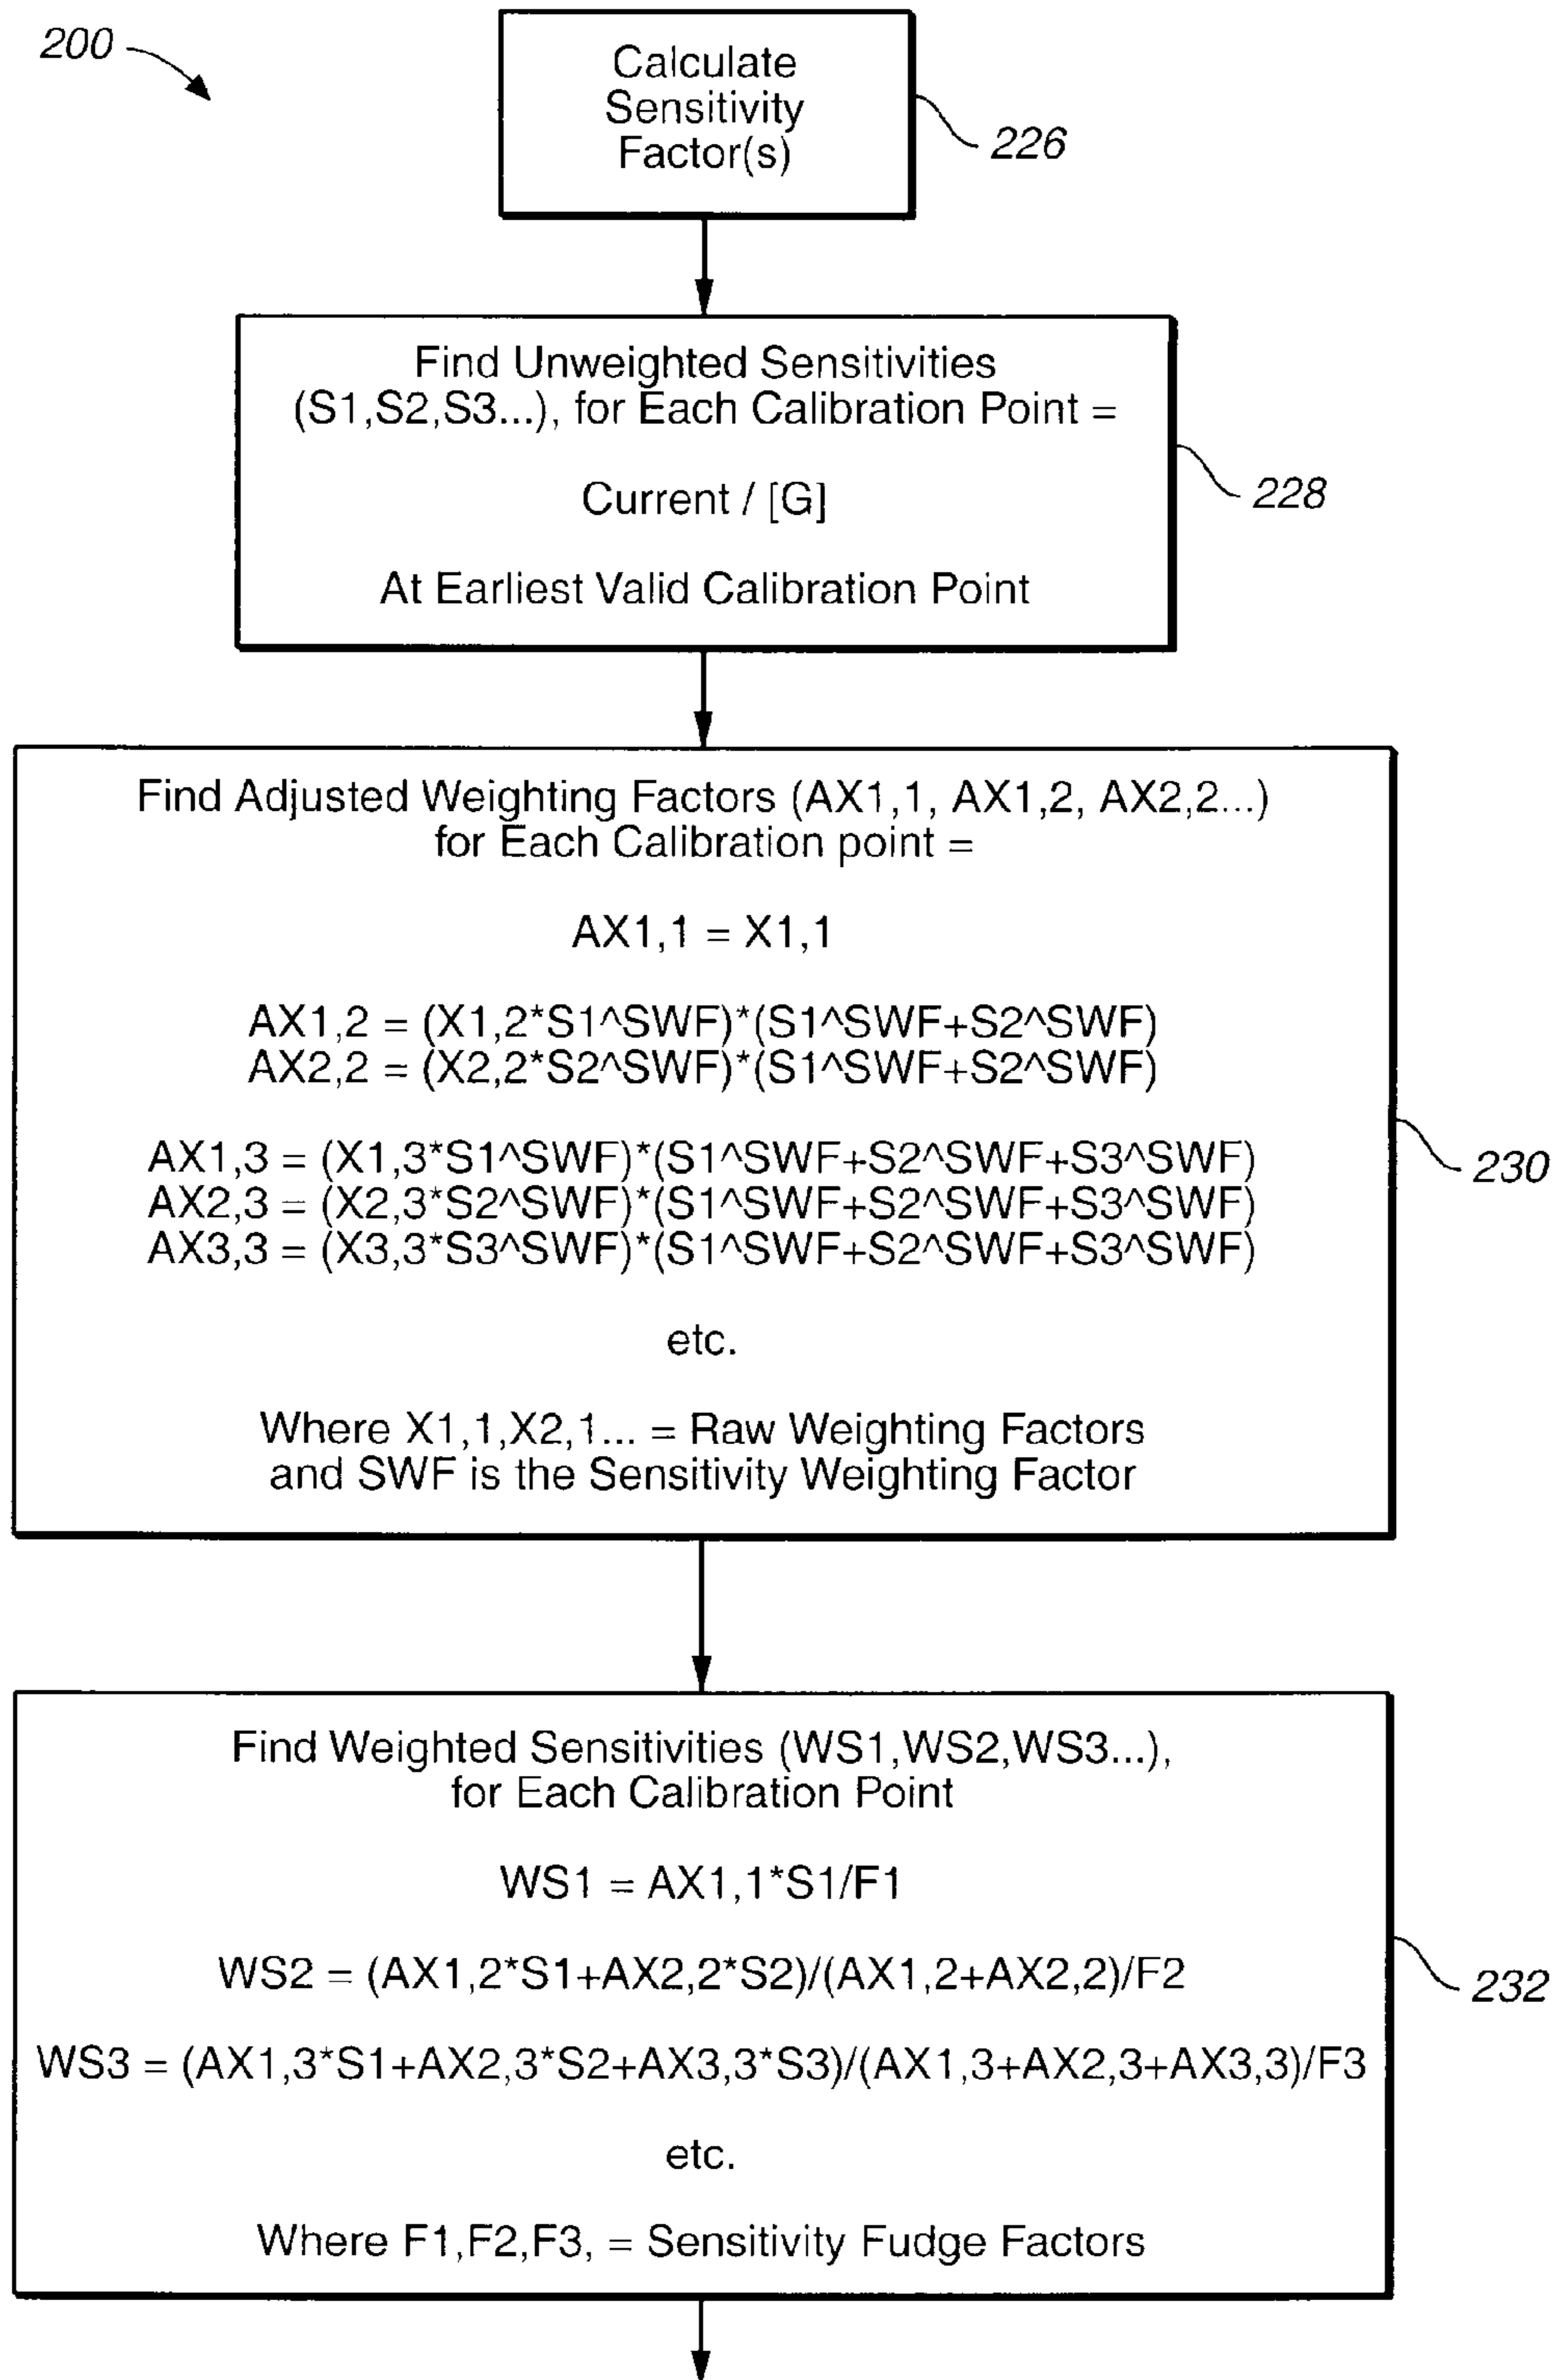 200
Calculate
Sensitivity
Factor(s)
226
Find Unweighted Sensitivities
(S1,S2,S3...), for Each Calibration Point =
Current / [G]
At Earliest Valid Calibration Point
228
Find Adjusted Weighting Factors (AX1,1, AX1,2, AX2,2...)
for Each Calibration point =
AX1,1 = X1,1
AX1,2 = (X1,2*S1^SWF)*(S1^SWF+S2^SWF)
AX2,2 = (X2,2*S2^SWF)*(S1^SWF+S2^SWF)
AX1,3 = (X1,3*S1^SWF)*(S1^SWF+S2^SWF+S3^SWF)
AX2,3 = (X2,3*S2^SWF)*(S1^SWF+S2^SWF+S3^SWF)
AX3,3 = (X3,3*S3^SWF)*(S1^SWF+S2^SWF+S3^SWF)
etc.
Where X1,1,X2,1... = Raw Weighting Factors
and SWF is the Sensitivity Weighting Factor
230
Find Weighted Sensitivities (WS1,WS2,WS3...),
for Each Calibration Point
WS1 = AX1,1*S1/F1
WS2 = (AX1,2*S1+AX2,2*S2)/(AX1,2+AX2,2)/F2
WS3 = (AX1,3*S1+AX2,3*S2+AX3,3*S3)/(AX1,3+AX2,3+AX3,3)/F3
etc.
Where F1,F2,F3, = Sensitivity Fudge Factors
232